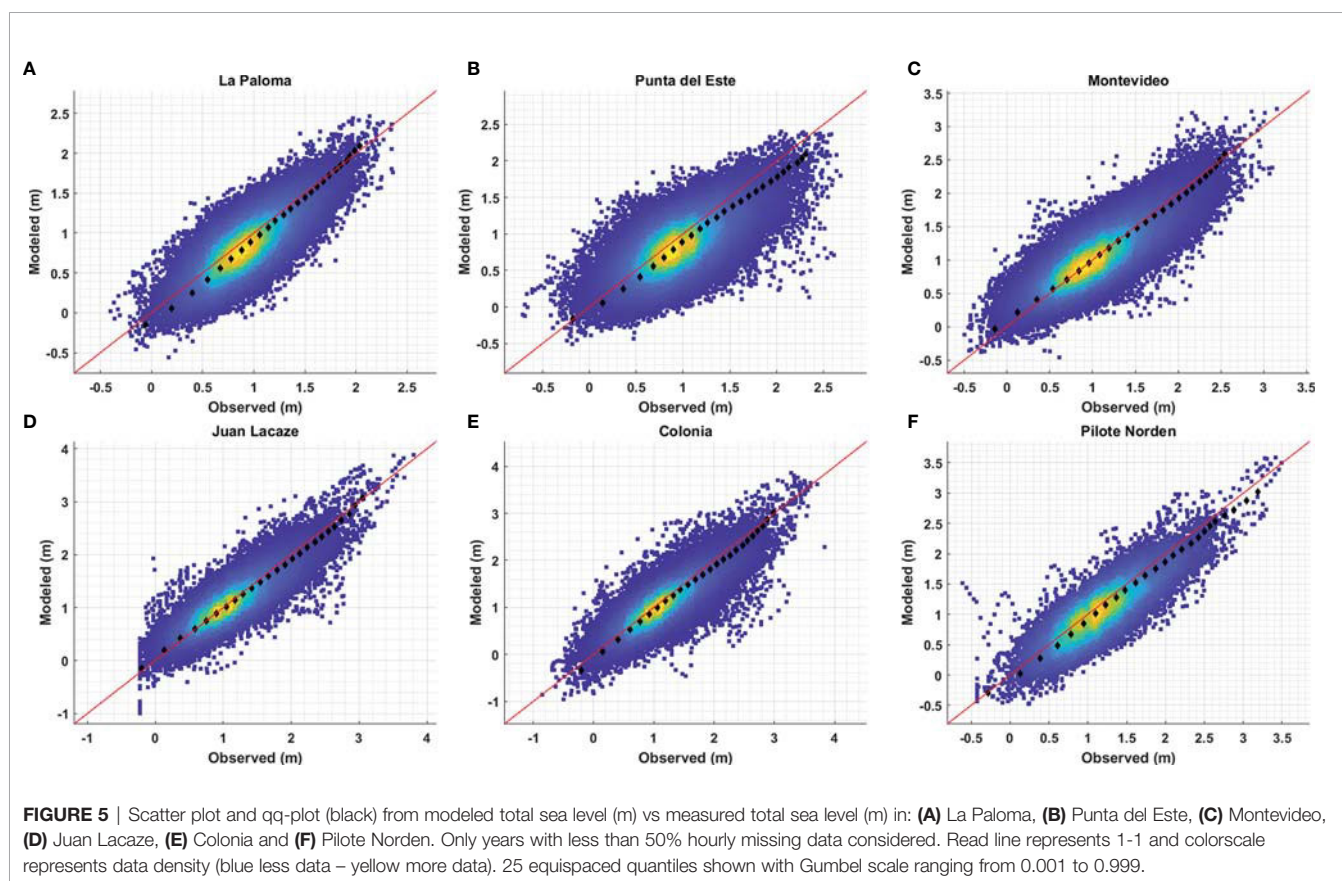 A
La Paloma
2.5
2
1.5
1
0.5
0
-0.5
Modeled (m)
-0.5 0 0.5 1 1.5 2 2.5
Observed (m)
B
Punta del Este
2.5
2
1.5
1
0.5
0
-0.5
Modeled (m)
-0.5 0 0.5 1 1.5 2 2.5
Observed (m)
C
Montevideo
3.5
3
2.5
2
1.5
1
0.5
0
-0.5
Modeled (m)
-0.5 0 0.5 1 1.5 2 2.5 3 3.5
Observed (m)
D
Juan Lacaze
4
3
2
1
0
-1
Modeled (m)
-1 0 1 2 3 4
Observed (m)
E
Colonia
4
3
2
1
0
-1
Modeled (m)
-1 0 1 2 3 4
Observed (m)
F
Pilote Norden
3.5
3
2.5
2
1.5
1
0.5
0
-0.5
Modeled (m)
-0.5 0 0.5 1 1.5 2 2.5 3 3.5
Observed (m)
FIGURE 5 | Scatter plot and qq-plot (black) from modeled total sea level (m) vs measured total sea level (m) in: (A) La Paloma, (B) Punta del Este, (C) Montevideo,
(D) Juan Lacaze, (E) Colonia and (F) Pilote Norden. Only years with less than 50% hourly missing data considered. Read line represents 1-1 and colorscale
represents data density (blue less data – yellow more data). 25 equispaced quantiles shown with Gumbel scale ranging from 0.001 to 0.999.